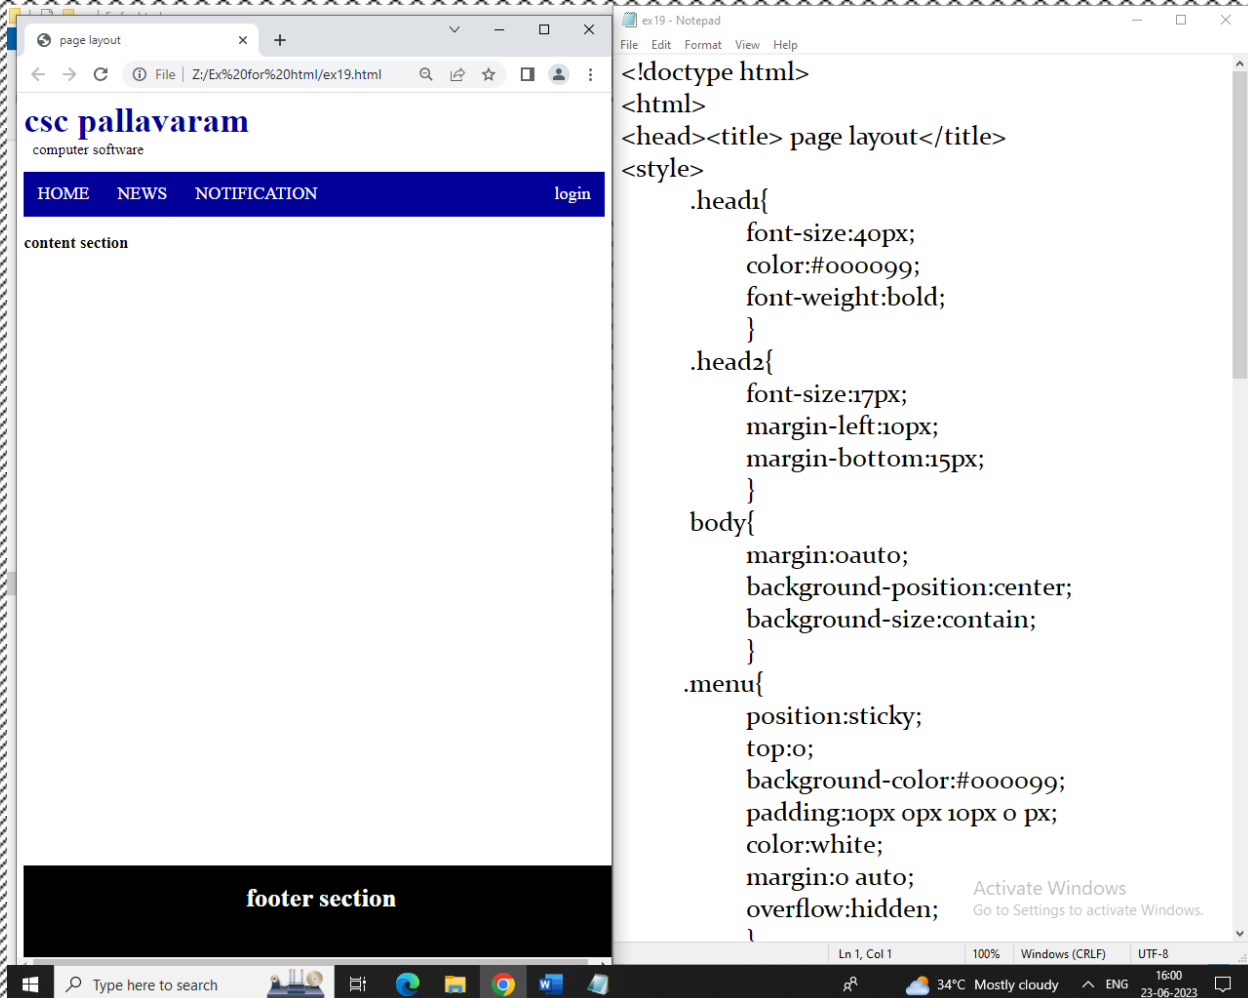 page layout
File
Z:/Ex%20for%20html/ex19.html
csc pallavaram
computer software
HOME NEWS NOTIFICATION login
content section
footer section
ex19 - Notepad
File Edit Format View Help
<!doctype html>
<html>
<head><title> page layout</title>
<style>
.head1{
font-size:40px;
color:#000099;
font-weight:bold;
}
.head2{
font-size:17px;
margin-left:10px;
margin-bottom:15px;
}
body{
margin:0auto;
background-position:center;
background-size:contain;
}
.menu{
position:sticky;
top:0;
background-color:#000099;
padding:10px 0px 10px 0 px;
color:white;
margin:0 auto;
overflow:hidden;
}
Activate Windows
Go to Settings to activate Windows.
Ln 1, Col 1 100% Windows (CRLF) UTF-8
Type here to search
34°C Mostly cloudy
ENG
16:00
23-06-2023